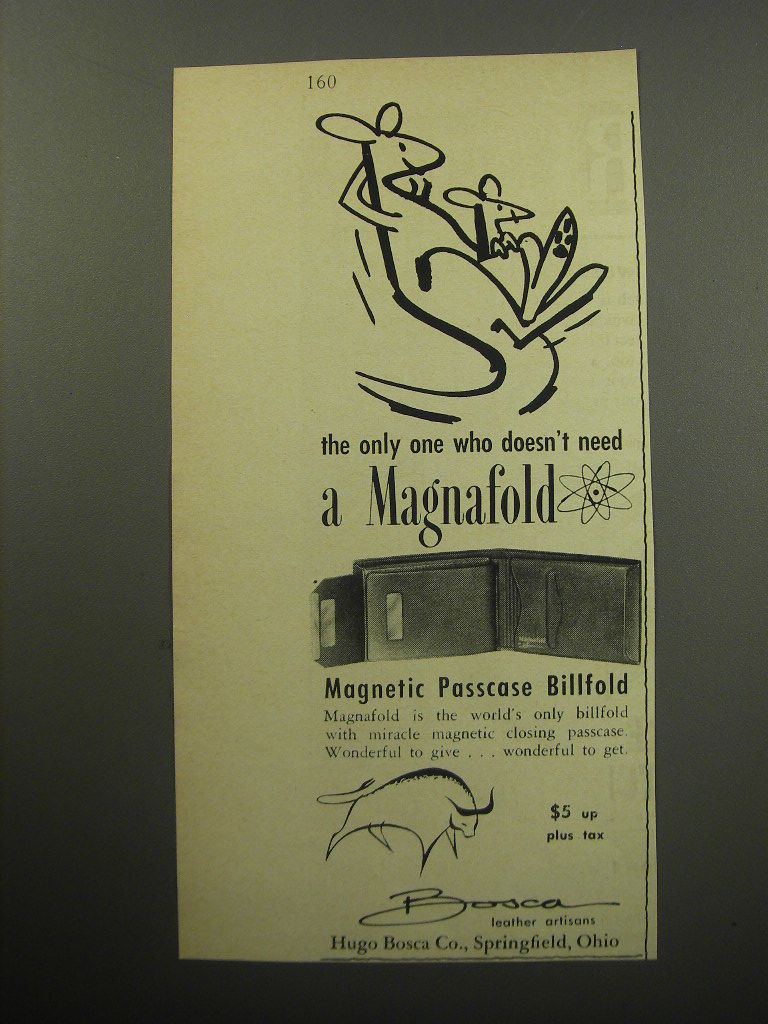 160
the only one who doesn't need
a Magnafold
Magnetic Passcase Billfold
Magnafold is the world's only billfold
with miracle magnetic closing passcase.
Wonderful to give . . . wonderful to get.
$5 up
plus tax
Bosca
leather artisans
Hugo Bosca Co., Springfield, Ohio